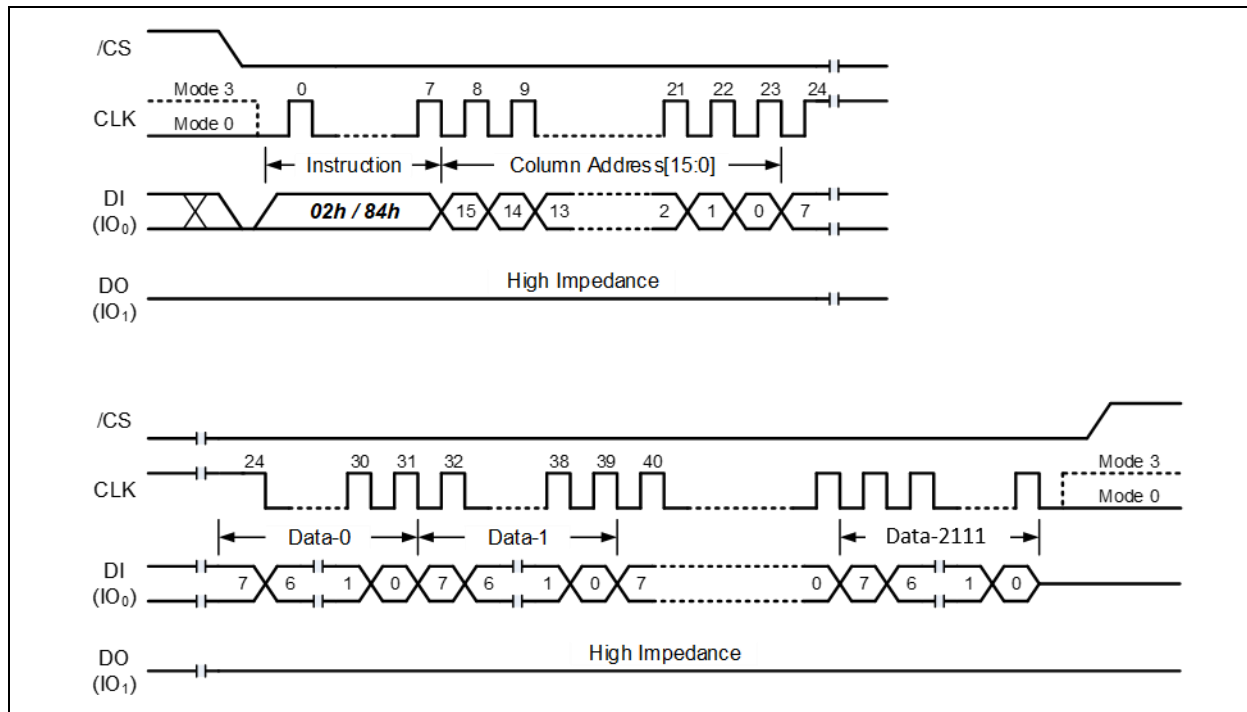 /CS
Mode 3 0 7 8 9 21 22 23 24
CLK
Mode 0
Instruction Column Address[15:0]
DI
(IO₀)
02h / 84h 15 14 13 2 1 0 7
High Impedance
DO
(IO₁)
/CS
24 30 31 32 38 39 40 Mode 3
CLK
Mode 0
Data-0 Data-1 Data-2111
DI
(IO₀)
7 6 1 0 7 6 1 0 7 0 7 6 1 0
High Impedance
DO
(IO₁)